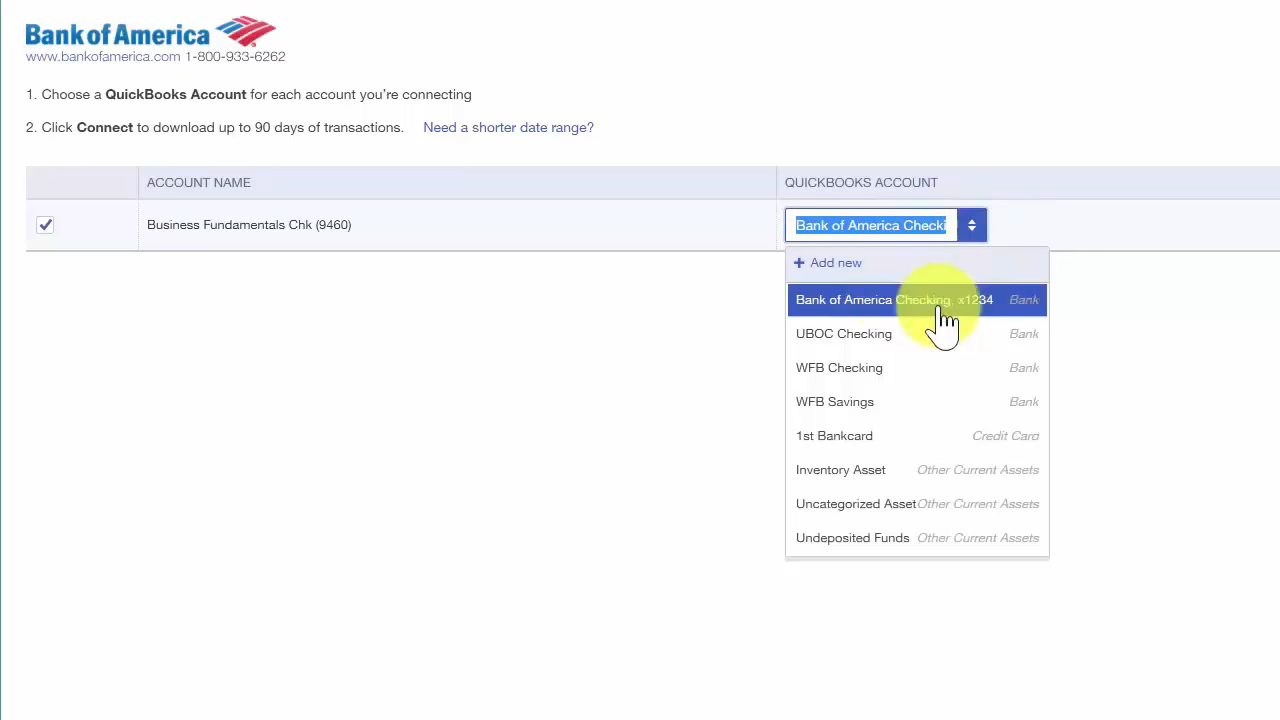 Bank of America
www.bankofamerica.com 1-800-933-6262
1. Choose a QuickBooks Account for each account you're connecting
2. Click Connect to download up to 90 days of transactions. Need a shorter date range?
ACCOUNT NAME QUICKBOOKS ACCOUNT
Business Fundamentals Chk (9460) Bank of America Checki
+ Add new
Bank of America Checking, x1234 Bank
UBOC Checking Bank
WFB Checking Bank
WFB Savings Bank
1st Bankcard Credit Card
Inventory Asset Other Current Assets
Uncategorized Asset Other Current Assets
Undeposited Funds Other Current Assets